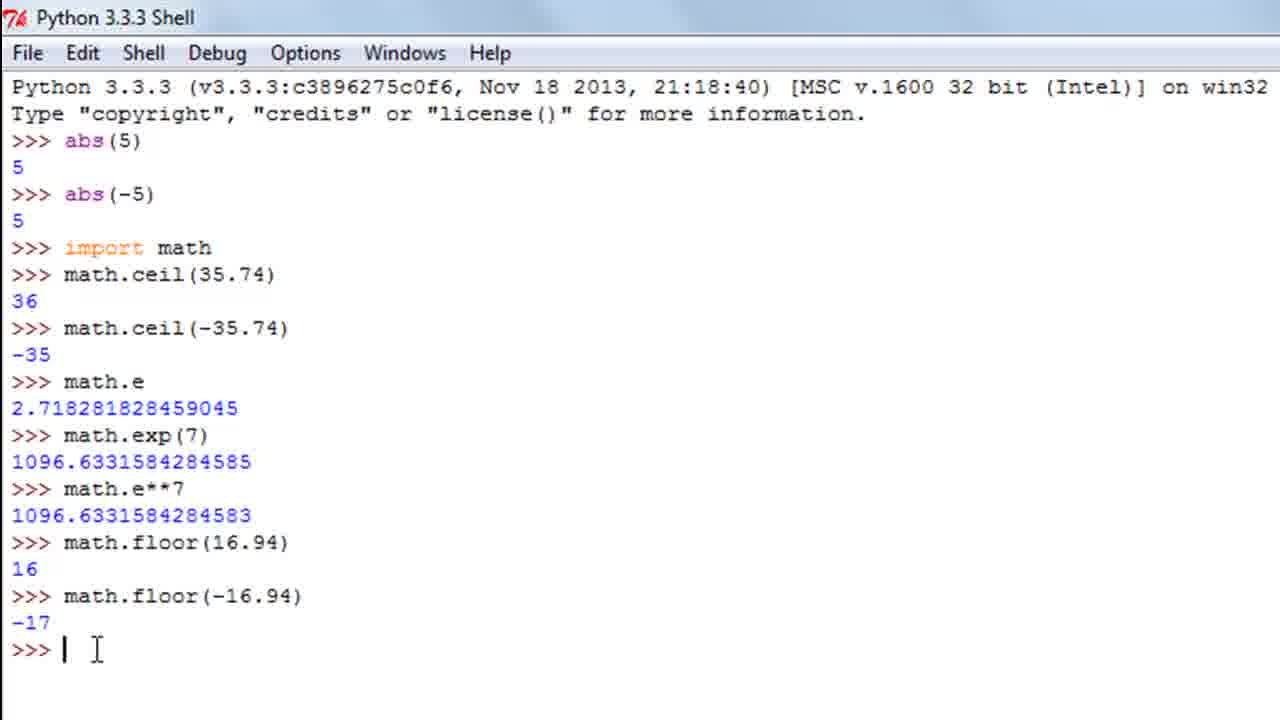 Python 3.3.3 Shell
File Edit Shell Debug Options Windows Help
Python 3.3.3 (v3.3.3:c3896275c0f6, Nov 18 2013, 21:18:40) [MSC v.1600 32 bit (Intel)] on win32
Type "copyright", "credits" or "license()" for more information.
>>> abs(5)
5
>>> abs(-5)
5
>>> import math
>>> math.ceil(35.74)
36
>>> math.ceil(-35.74)
-35
>>> math.e
2.718281828459045
>>> math.exp(7)
1096.6331584284585
>>> math.e**7
1096.6331584284583
>>> math.floor(16.94)
16
>>> math.floor(-16.94)
-17
>>>